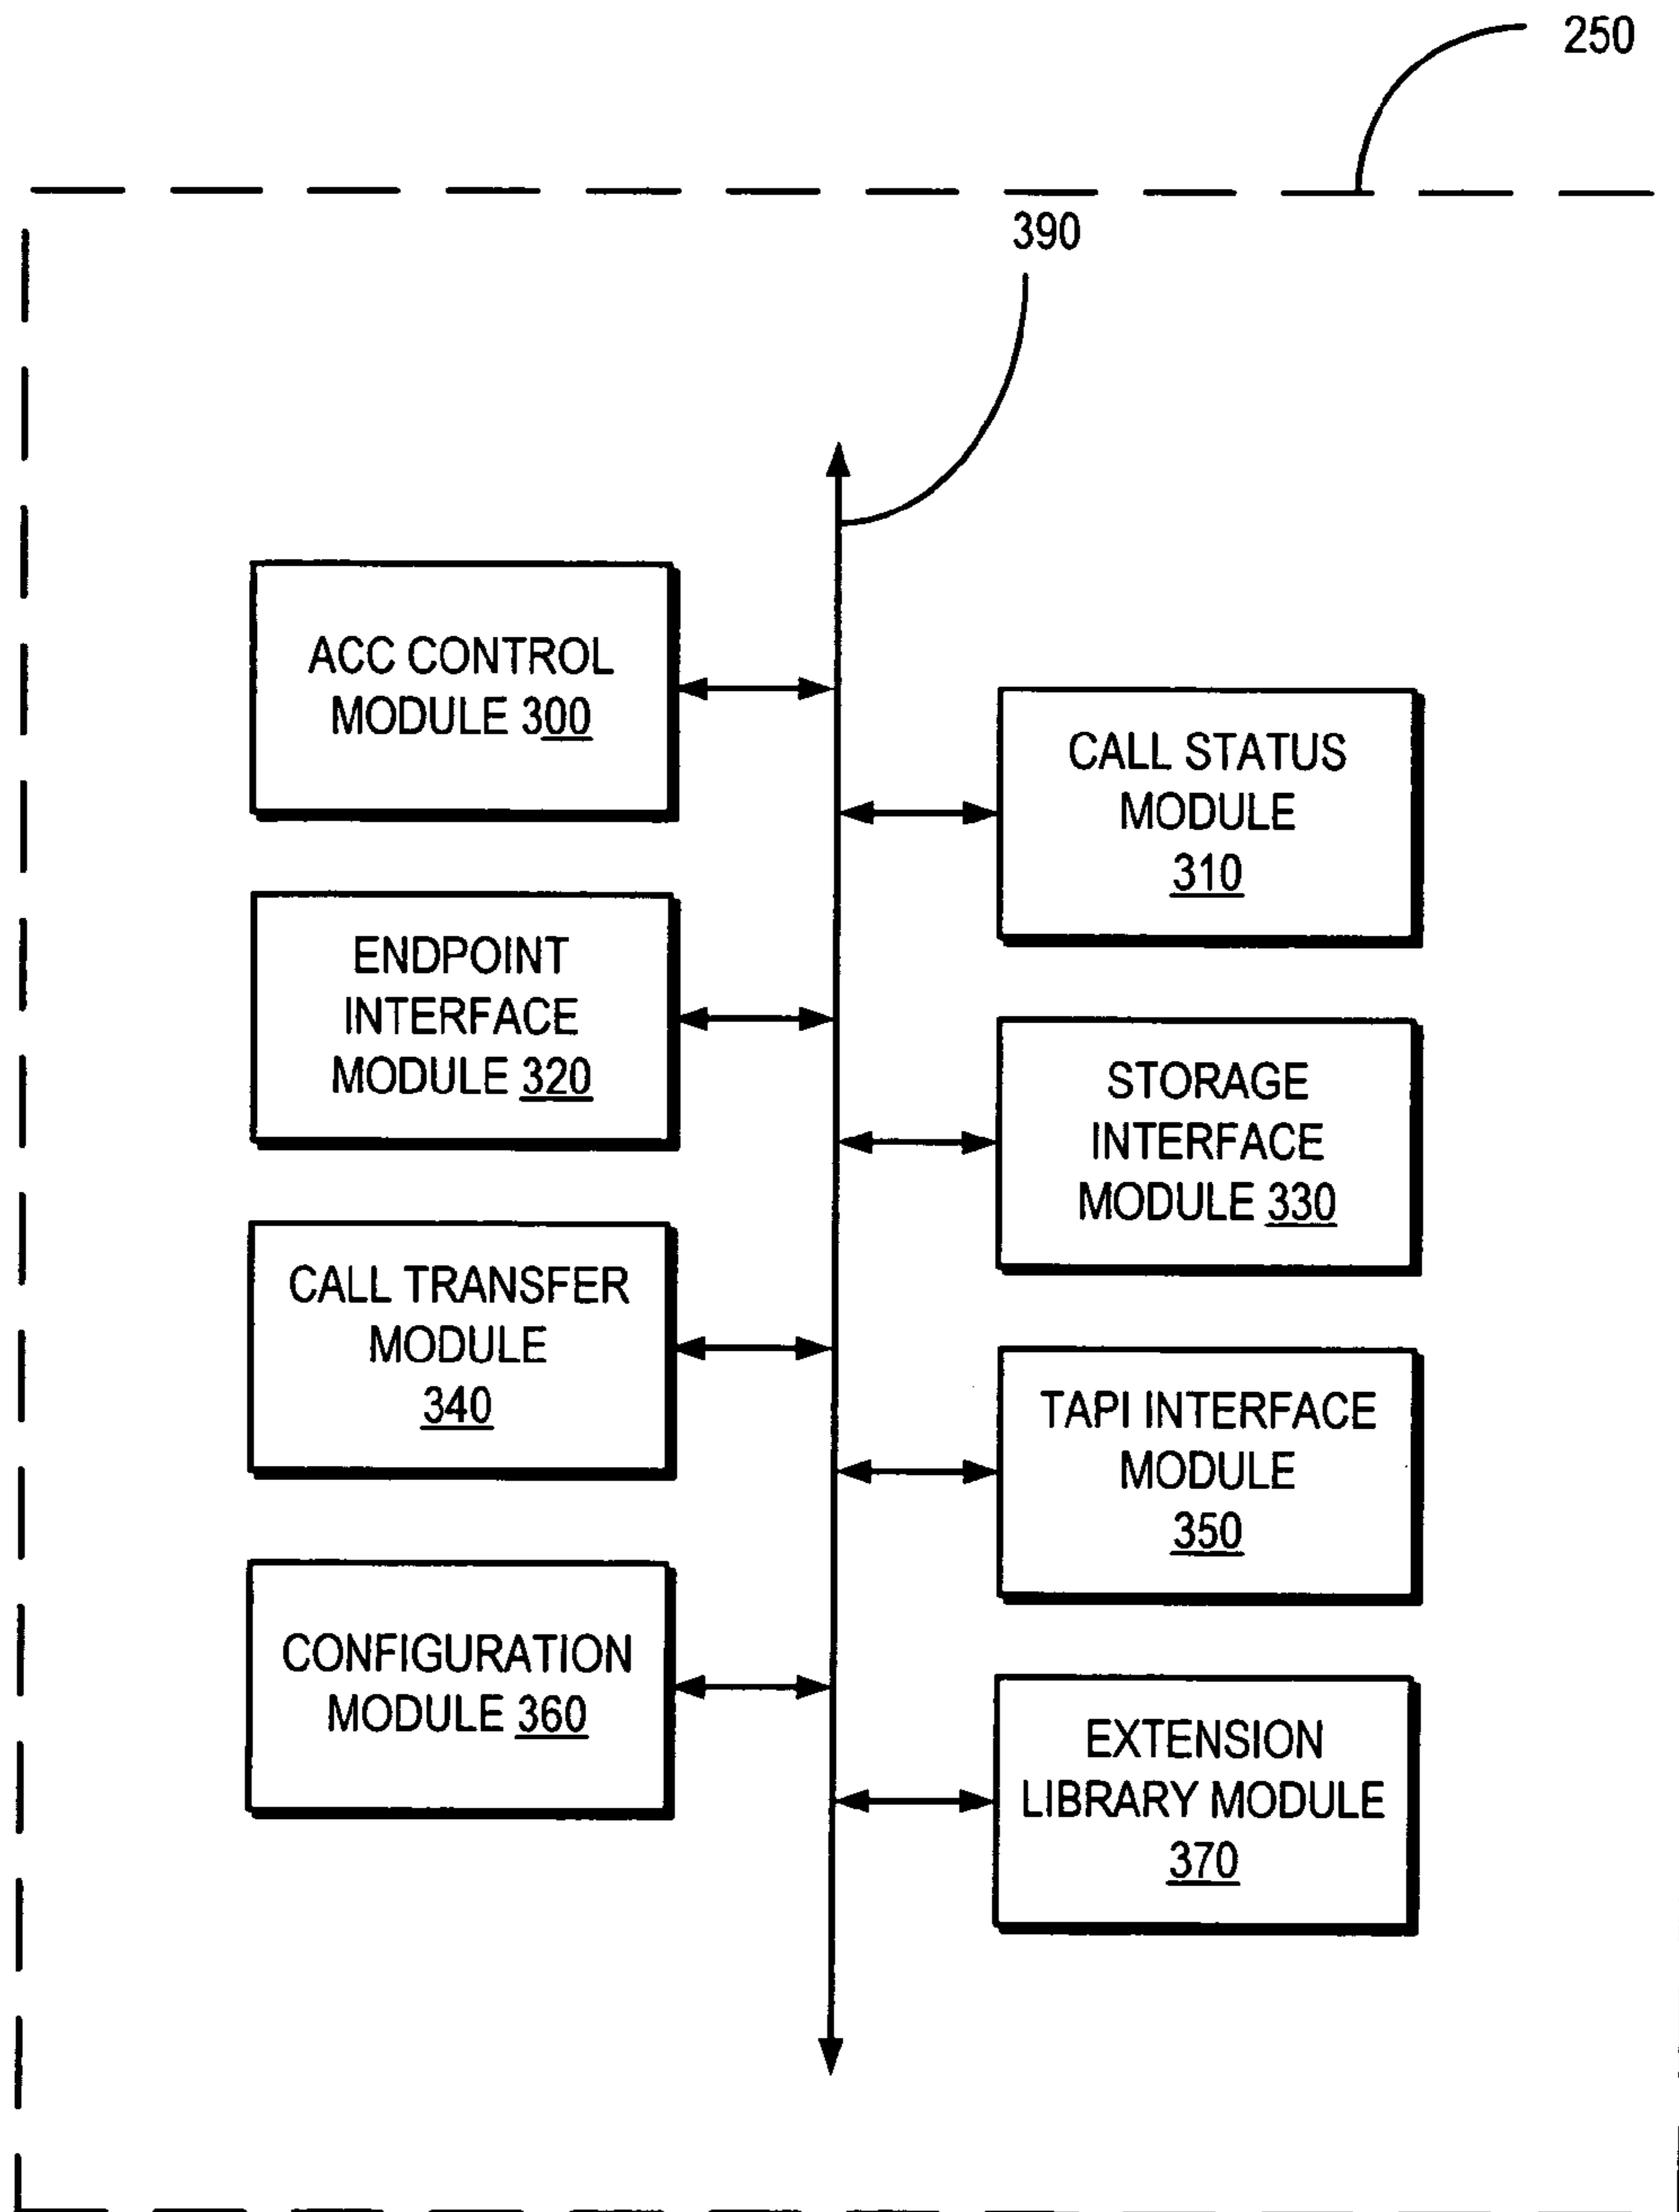 250
390
ACC CONTROL
MODULE 300
CALL STATUS
MODULE
310
ENDPOINT
INTERFACE
MODULE 320
STORAGE
INTERFACE
MODULE 330
CALL TRANSFER
MODULE
340
TAPI INTERFACE
MODULE
350
CONFIGURATION
MODULE 360
EXTENSION
LIBRARY MODULE
370